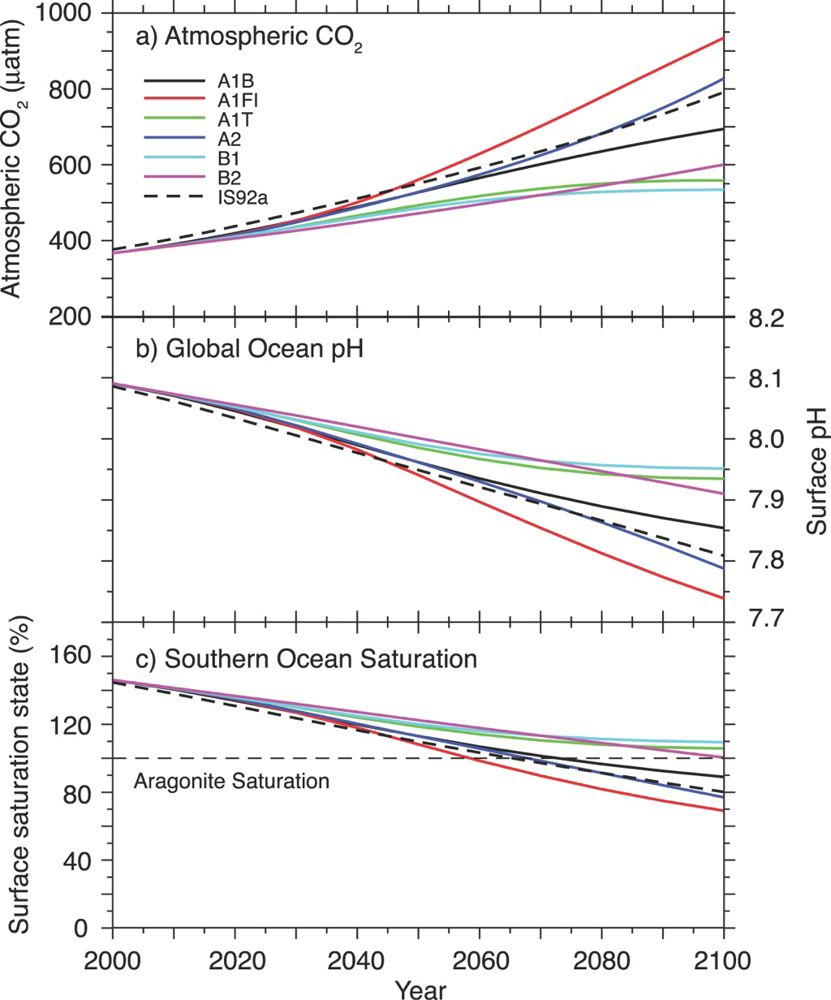 1000
a) Atmospheric CO2
Atmospheric CO2 (μatm)
800
600
400
200
A1B
A1FI
A1T
A2
B1
B2
IS92a
8.2
b) Global Ocean pH
8.1
8.0
7.9
7.8
7.7
Surface pH
160
c) Southern Ocean Saturation
120
Aragonite Saturation
80
40
0
Surface saturation state (%)
2000 2020 2040 2060 2080 2100
Year